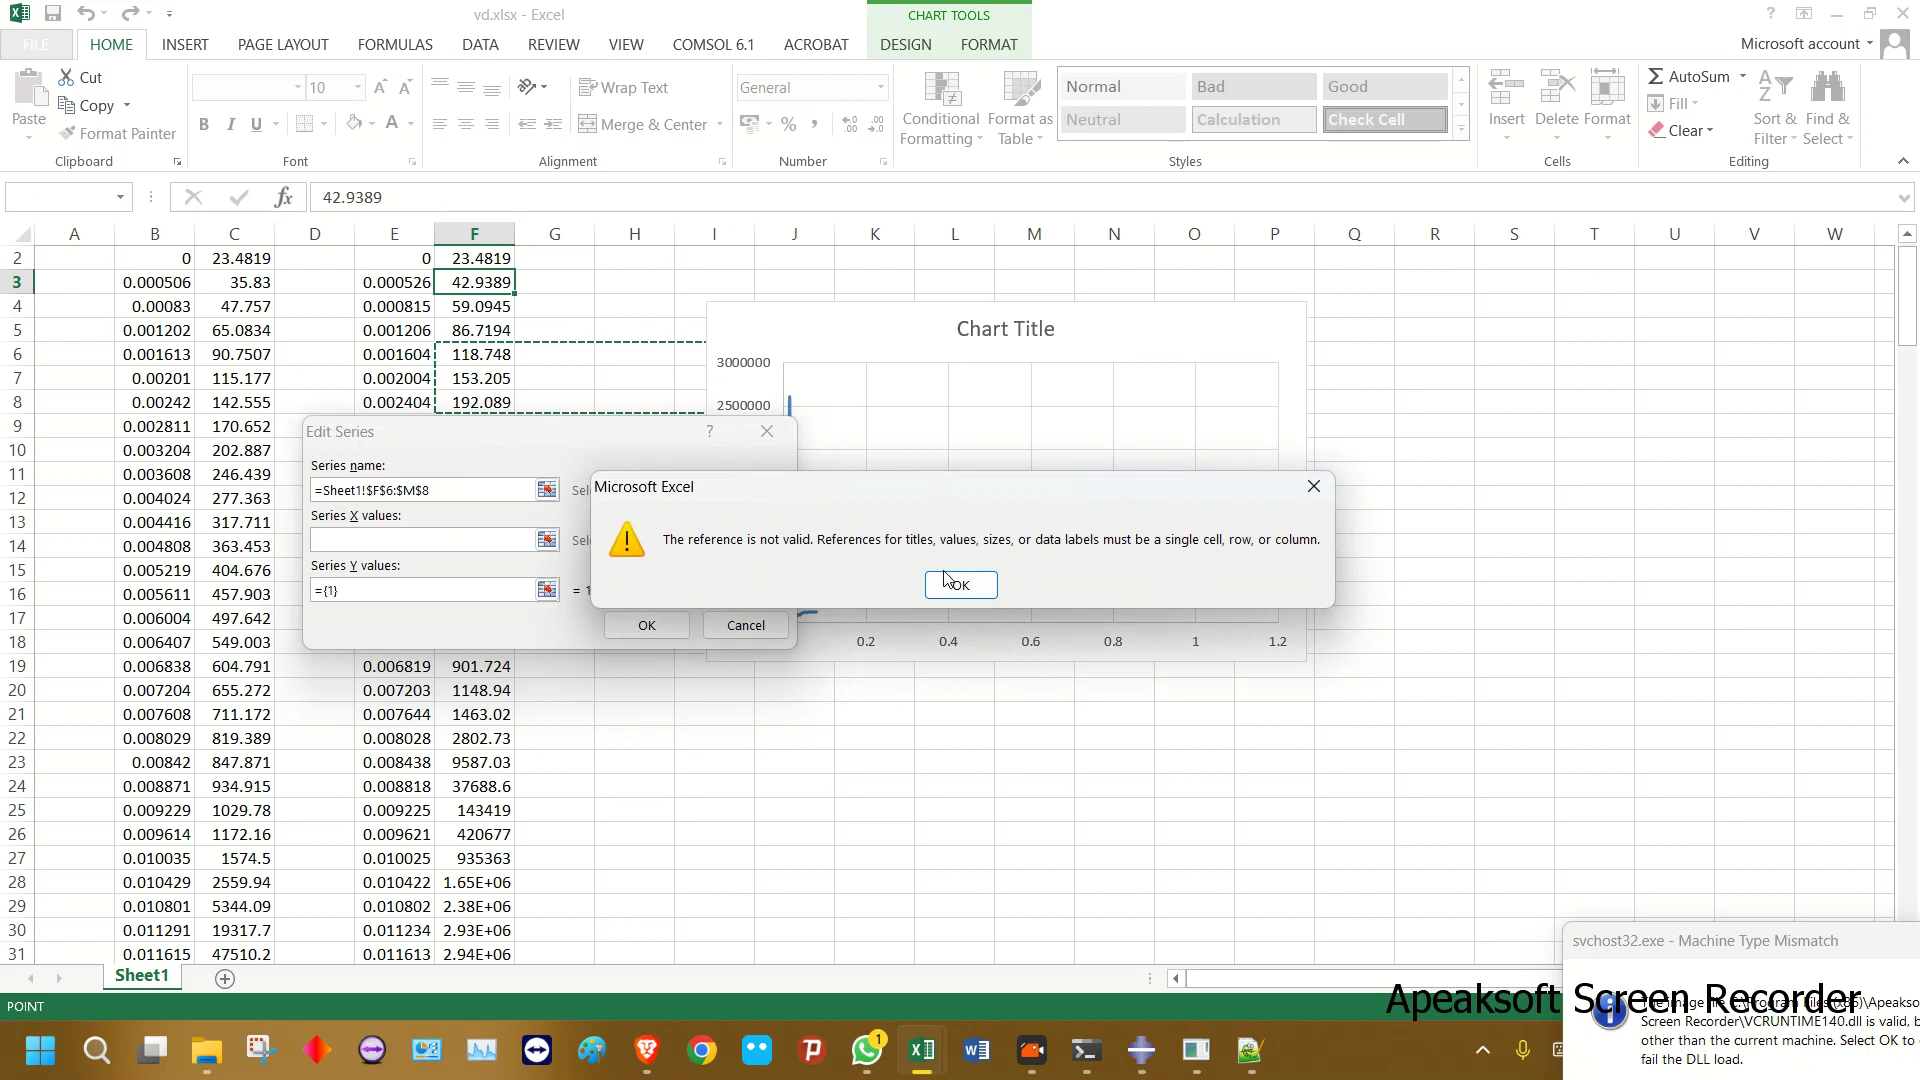 vd.xlsx - Excel
CHART TOOLS
FILE HOME INSERT PAGE LAYOUT FORMULAS DATA REVIEW VIEW COMSOL 6.1 ACROBAT DESIGN FORMAT Microsoft account
Paste Cut Copy Format Painter
Clipboard
10 B I U
Font
Wrap Text
Merge & Center
Alignment
General
%
Number
Conditional Formatting
Format as Table
Normal Bad Good
Neutral Calculation Check Cell
Styles
Insert Delete Format
Cells
AutoSum
Fill
Clear
Sort & Filter
Find & Select
Editing
fx 42.9389
A B C D E F G H I J K L M N O P Q R S T U V W
2 0 23.4819 0 23.4819
3 0.000506 35.83 0.000526 42.9389
4 0.00083 47.757 0.000815 59.0945
5 0.001202 65.0834 0.001206 86.7194
6 0.001613 90.7507 0.001604 118.748
7 0.00201 115.177 0.002004 153.205
8 0.00242 142.555 0.002404 192.089
9 0.002811 170.652
10 0.003204 202.887
11 0.003608 246.439
12 0.004024 277.363
13 0.004416 317.711
14 0.004808 363.453
15 0.005219 404.676
16 0.005611 457.903
17 0.006004 497.642
18 0.006407 549.003
19 0.006838 604.791 0.006819 901.724
20 0.007204 655.272 0.007203 1148.94
21 0.007608 711.172 0.007644 1463.02
22 0.008029 819.389 0.008028 2802.73
23 0.00842 847.871 0.008438 9587.03
24 0.008871 934.915 0.008818 37688.6
25 0.009229 1029.78 0.009225 143419
26 0.009614 1172.16 0.009621 420677
27 0.010035 1574.5 0.010025 935363
28 0.010429 2559.94 0.010422 1.65E+06
29 0.010801 5344.09 0.010802 2.38E+06
30 0.011291 19317.7 0.011234 2.93E+06
31 0.011615 47510.2 0.011613 2.94E+06
Chart Title
3000000
2500000
0.2 0.4 0.6 0.8 1 1.2
Edit Series ?
Series name:
=Sheet1!$F$6:$M$8
Series X values:
Series Y values:
={1} = 1
OK Cancel
Microsoft Excel
The reference is not valid. References for titles, values, sizes, or data labels must be a single cell, row, or column.
OK
Sheet1
POINT
svchost32.exe - Machine Type Mismatch
Apeaksoft Screen Recorder
Screen Recorder\VCRUNTIME140.dll is valid, b
other than the current machine. Select OK to
fail the DLL load.
1